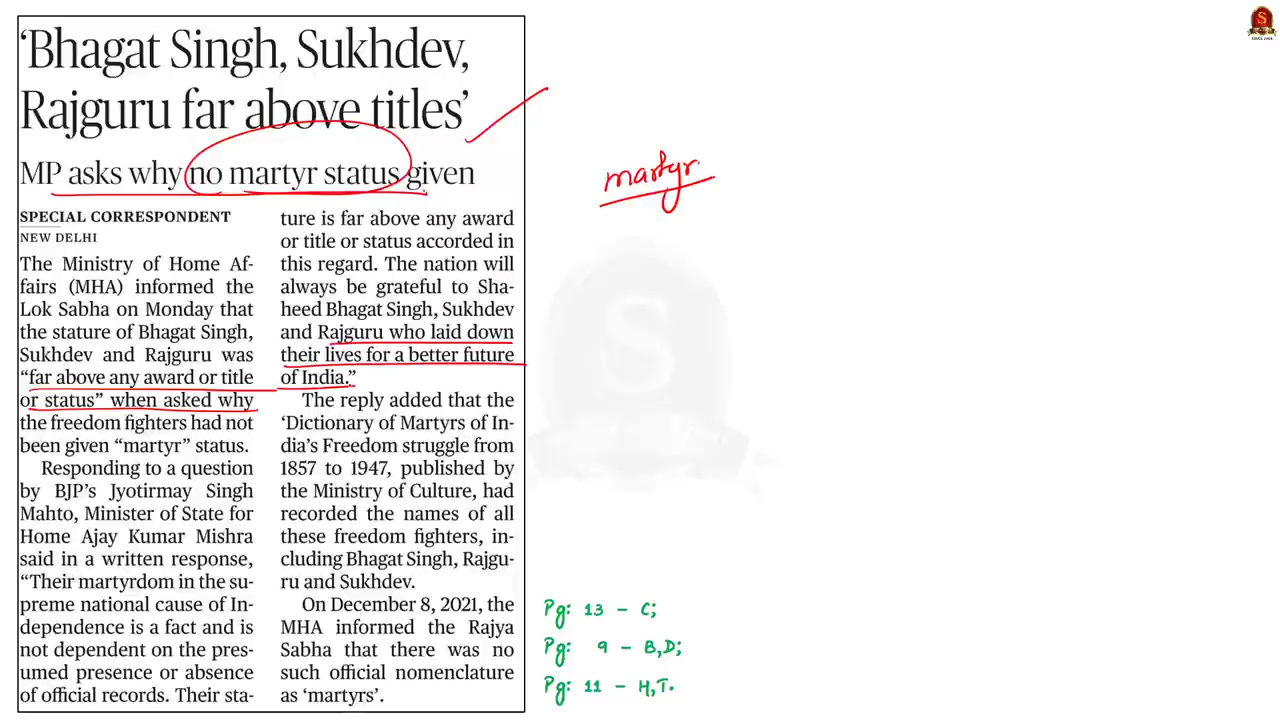 ‘Bhagat Singh, Sukhdev,
Rajguru far above titles’
MP asks why no martyr status given
SPECIAL CORRESPONDENT
NEW DELHI
The Ministry of Home Af-
fairs (MHA) informed the
Lok Sabha on Monday that
the stature of Bhagat Singh,
Sukhdev and Rajguru was
“far above any award or title
or status” when asked why
the freedom fighters had not
been given “martyr” status.
Responding to a question
by BJP’s Jyotirmay Singh
Mahto, Minister of State for
Home Ajay Kumar Mishra
said in a written response,
“Their martyrdom in the su-
preme national cause of In-
dependence is a fact and is
not dependent on the pres-
umed presence or absence
of official records. Their sta-
ture is far above any award
or title or status accorded in
this regard. The nation will
always be grateful to Sha-
heed Bhagat Singh, Sukhdev
and Rajguru who laid down
their lives for a better future
of India.”
The reply added that the
‘Dictionary of Martyrs of In-
dia’s Freedom struggle from
1857 to 1947, published by
the Ministry of Culture, had
recorded the names of all
these freedom fighters, in-
cluding Bhagat Singh, Rajgu-
ru and Sukhdev.
On December 8, 2021, the
MHA informed the Rajya
Sabha that there was no
such official nomenclature
as ‘martyrs’.
martyr
S
Pg: 13 - C;
Pg: 9 - B,D;
Pg: 11 - H,T.